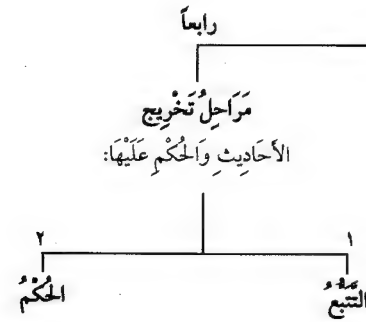 رابعاً
مَرَاحِلُ تَخْرِيج
الأَحَادِيثِ وَالحُكْمِ عَلَيْهَا:
١ ٢
التَّتَبُّعُ الحُكْمُ